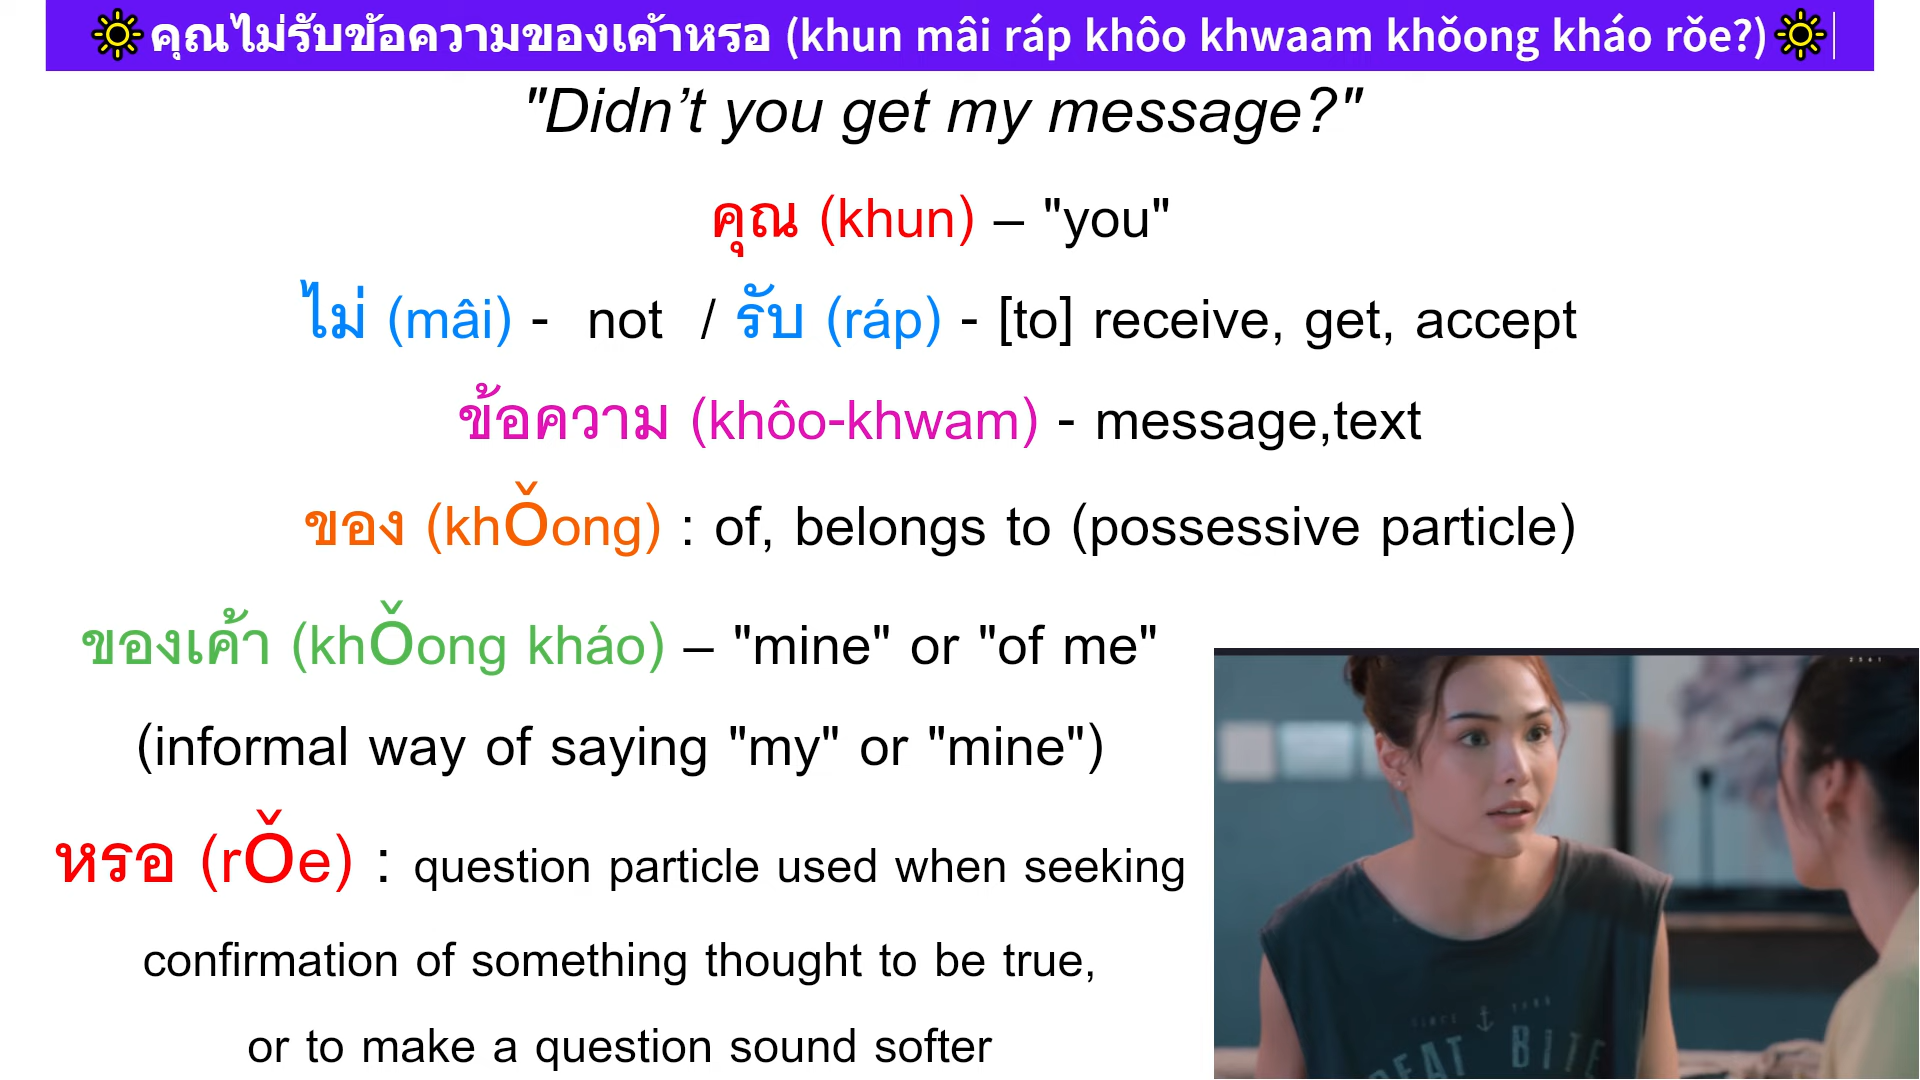 คุณไม่รับข้อความของเค้าหรอ (khun mâi ráp khôo khwaam khǒong kháo rǒe?)
"Didn’t you get my message?"
คุณ (khun) – "you"
ไม่ (mâi) - not / รับ (ráp) - [to] receive, get, accept
ข้อความ (khôo-khwam) - message,text
ของ (khǑong) : of, belongs to (possessive particle)
ของเค้า (khǑong kháo) – "mine" or "of me"
(informal way of saying "my" or "mine")
หรอ (rǑe) : question particle used when seeking
confirmation of something thought to be true,
or to make a question sound softer
2561
SINCE
EAT BITE